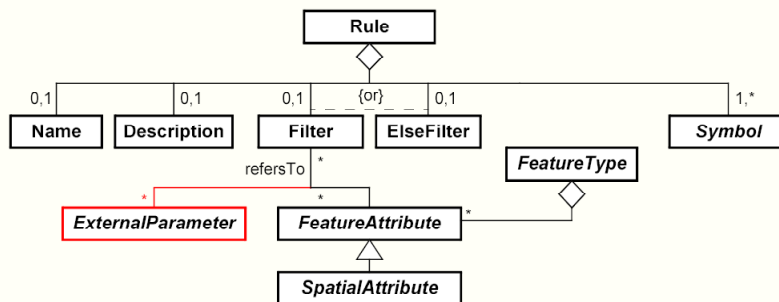 Rule
0,1 0,1 0,1 {or} 0,1 1,*
Name Description Filter ElseFilter Symbol
refersTo * FeatureType
* * *
ExternalParameter FeatureAttribute
SpatialAttribute